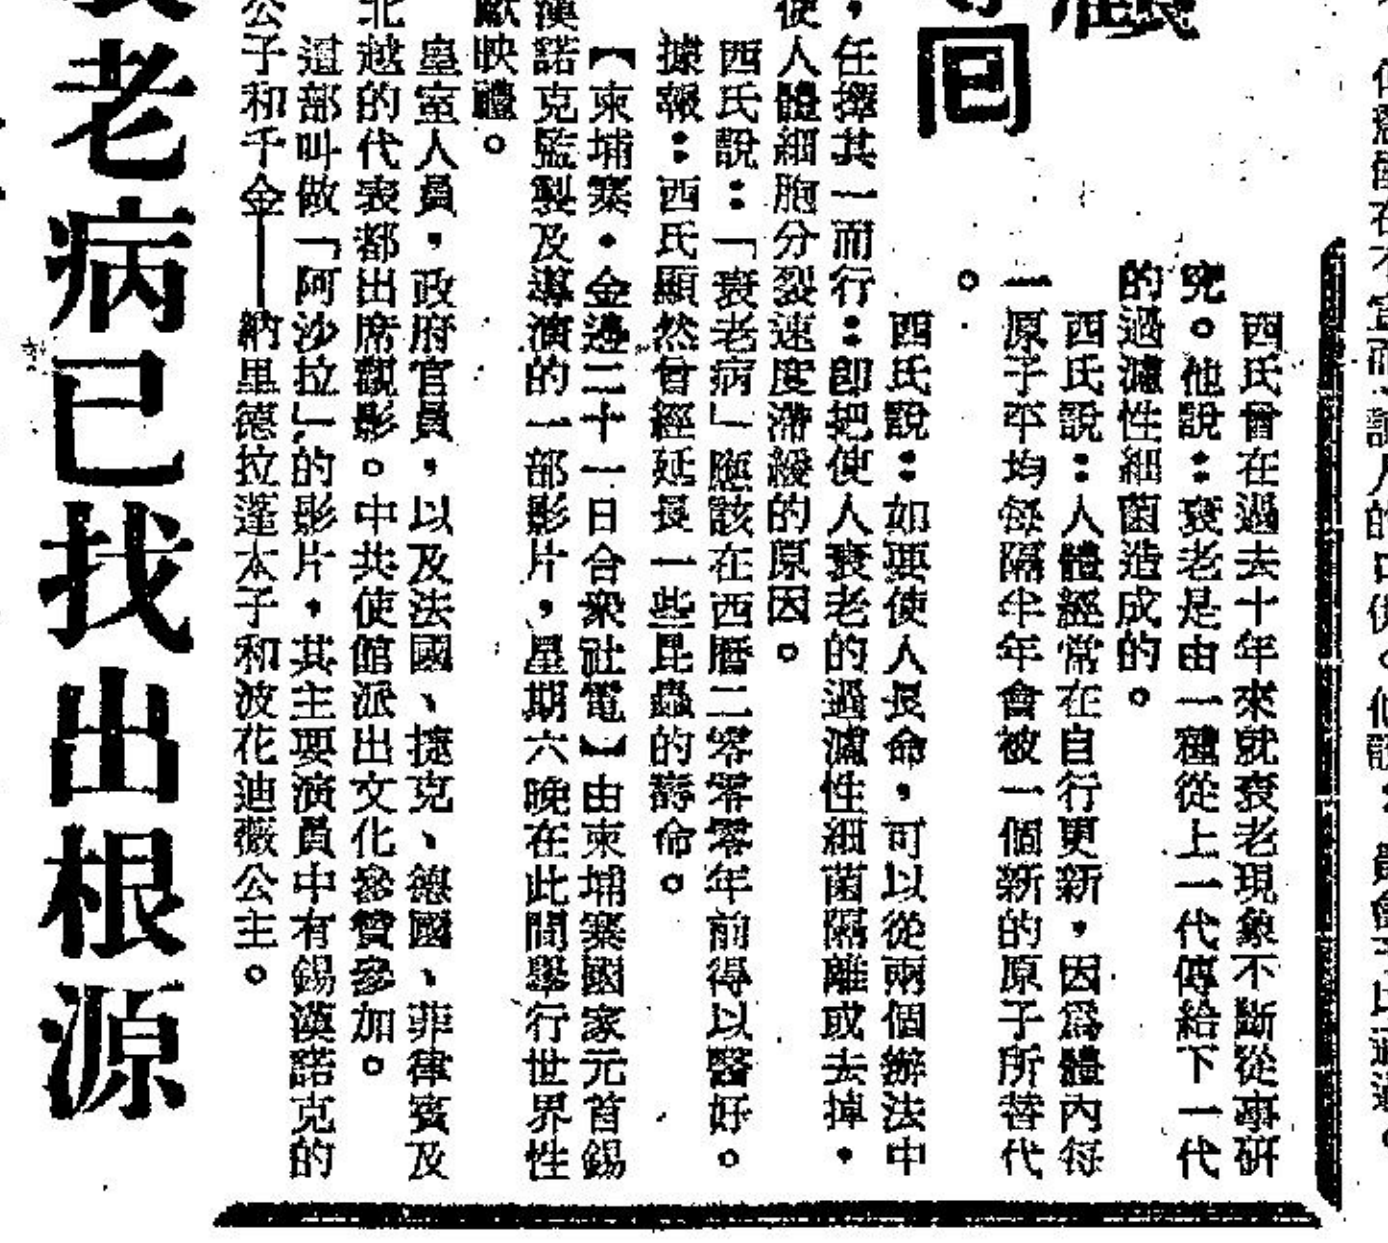 西氏曾在過去十年來就衰老現象不斷從事研
究。他說：衰老是由一種從上一代傳給下一代
的過濾性細菌造成的。
西氏說：人體經常在自行更新，因爲體內每
一原子平均每隔半年會被一個新的原子所替代
。
西氏說：如要使人長命，可以從兩個辦法中
，任擇其一而行：卽把使人衰老的過濾性細菌隔離或去掉，
使人體細胞分裂速度滯緩的原因。
西氏說：「衰老病」應該在西曆二零零零年前得以醫好。
據報：西氏顯然曾經延長一些昆蟲的壽命。
【柬埔寨・金邊二十一日合衆社電】由柬埔寨國家元首錫
漢諾克監製及導演的一部影片，星期六晚在此間舉行世界性
獻映禮。
皇室人員，政府官員，以及法國、捷克、德國、菲律賓及
北越的代表都出席觀影。中共使館派出文化參贊參加。
這部叫做「阿沙拉」的影片，其主要演員中有錫漢諾克的
公子和千金——納里德拉蓬太子和波花迪薇公主。
老病已找出根源
回